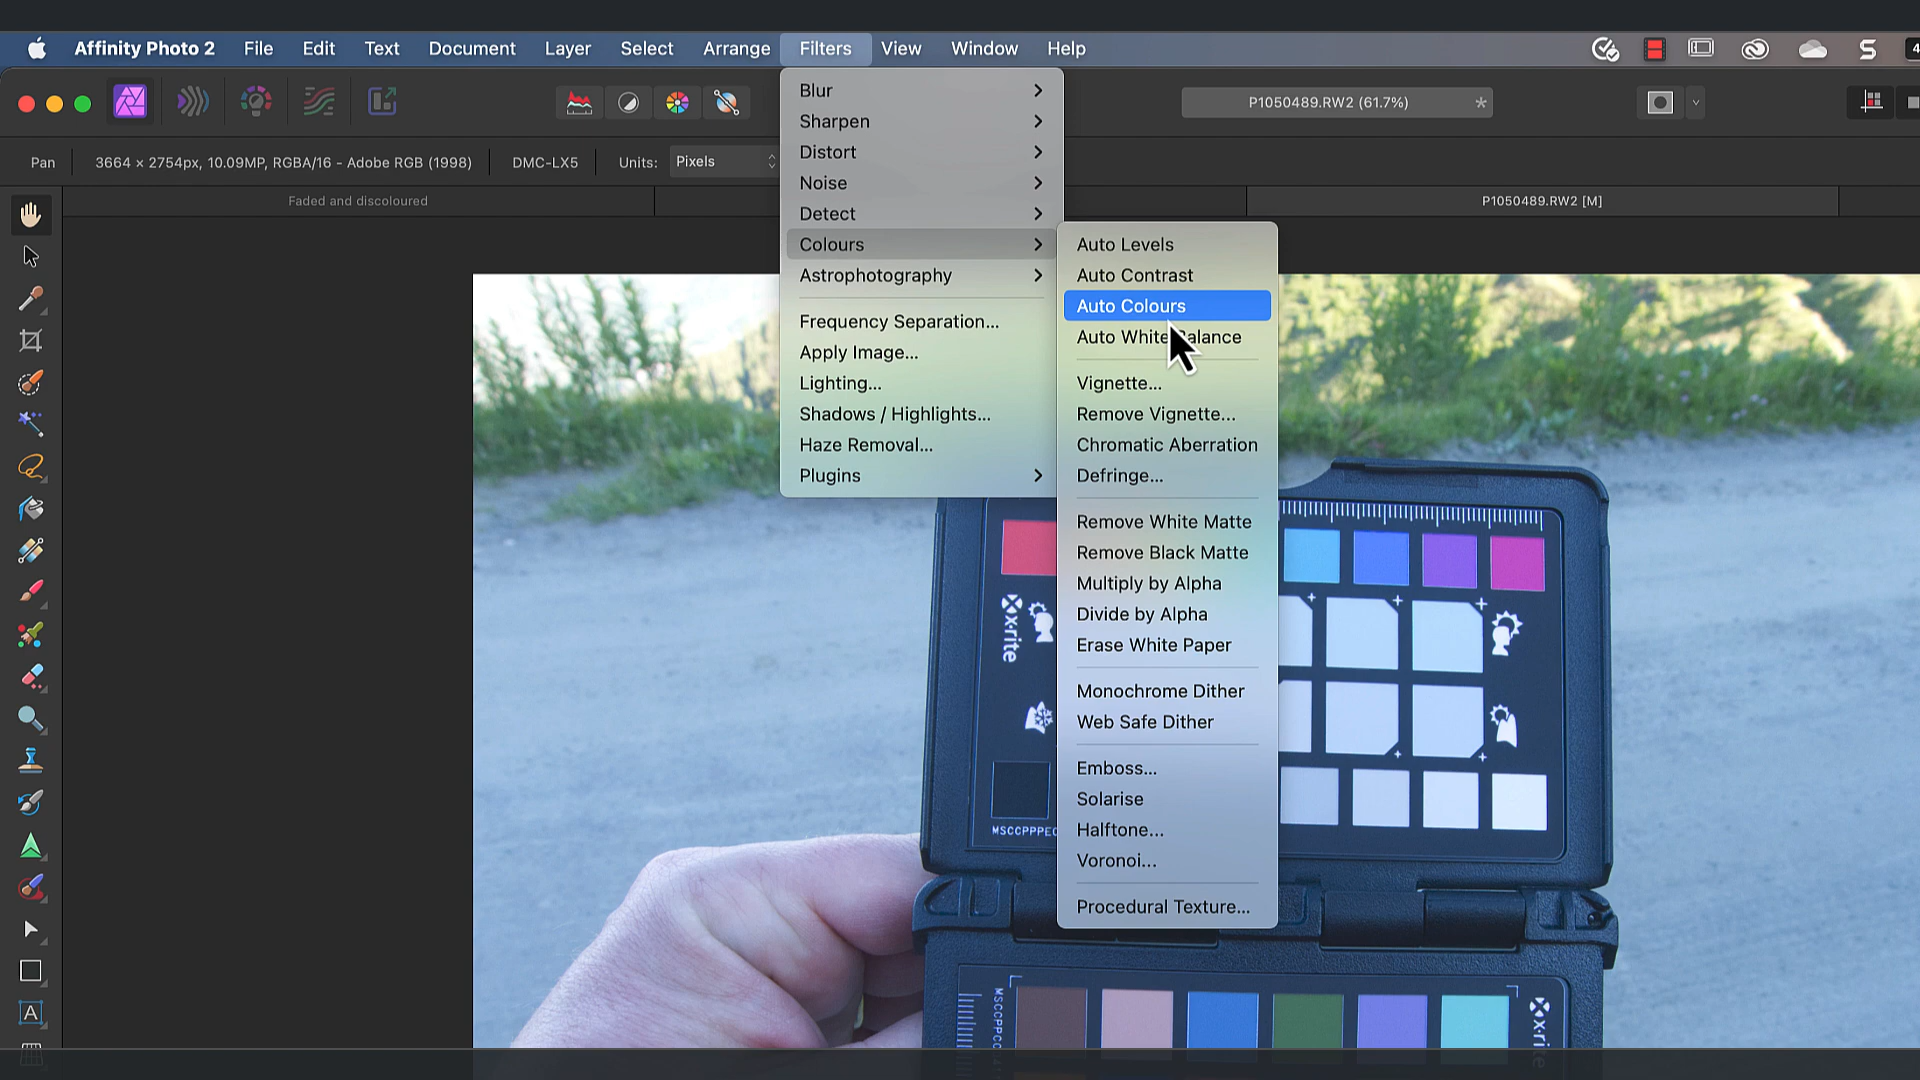 Affinity Photo 2 File Edit Text Document Layer Select Arrange Filters View Window Help
P1050489.RW2 (61.7%) *
Pan 3664 × 2754px, 10.09MP, RGBA/16 - Adobe RGB (1998) DMC-LX5 Units: Pixels
Faded and discoloured P1050489.RW2 [M]
Blur
Sharpen
Distort
Noise
Detect
Colours
Astrophotography
Frequency Separation...
Apply Image...
Lighting...
Shadows / Highlights...
Haze Removal...
Plugins
Auto Levels
Auto Contrast
Auto Colours
Auto White Balance
Vignette...
Remove Vignette...
Chromatic Aberration
Defringe...
Remove White Matte
Remove Black Matte
Multiply by Alpha
Divide by Alpha
Erase White Paper
Monochrome Dither
Web Safe Dither
Emboss...
Solarise
Halftone...
Voronoi...
Procedural Texture...
x·rite
x·rite